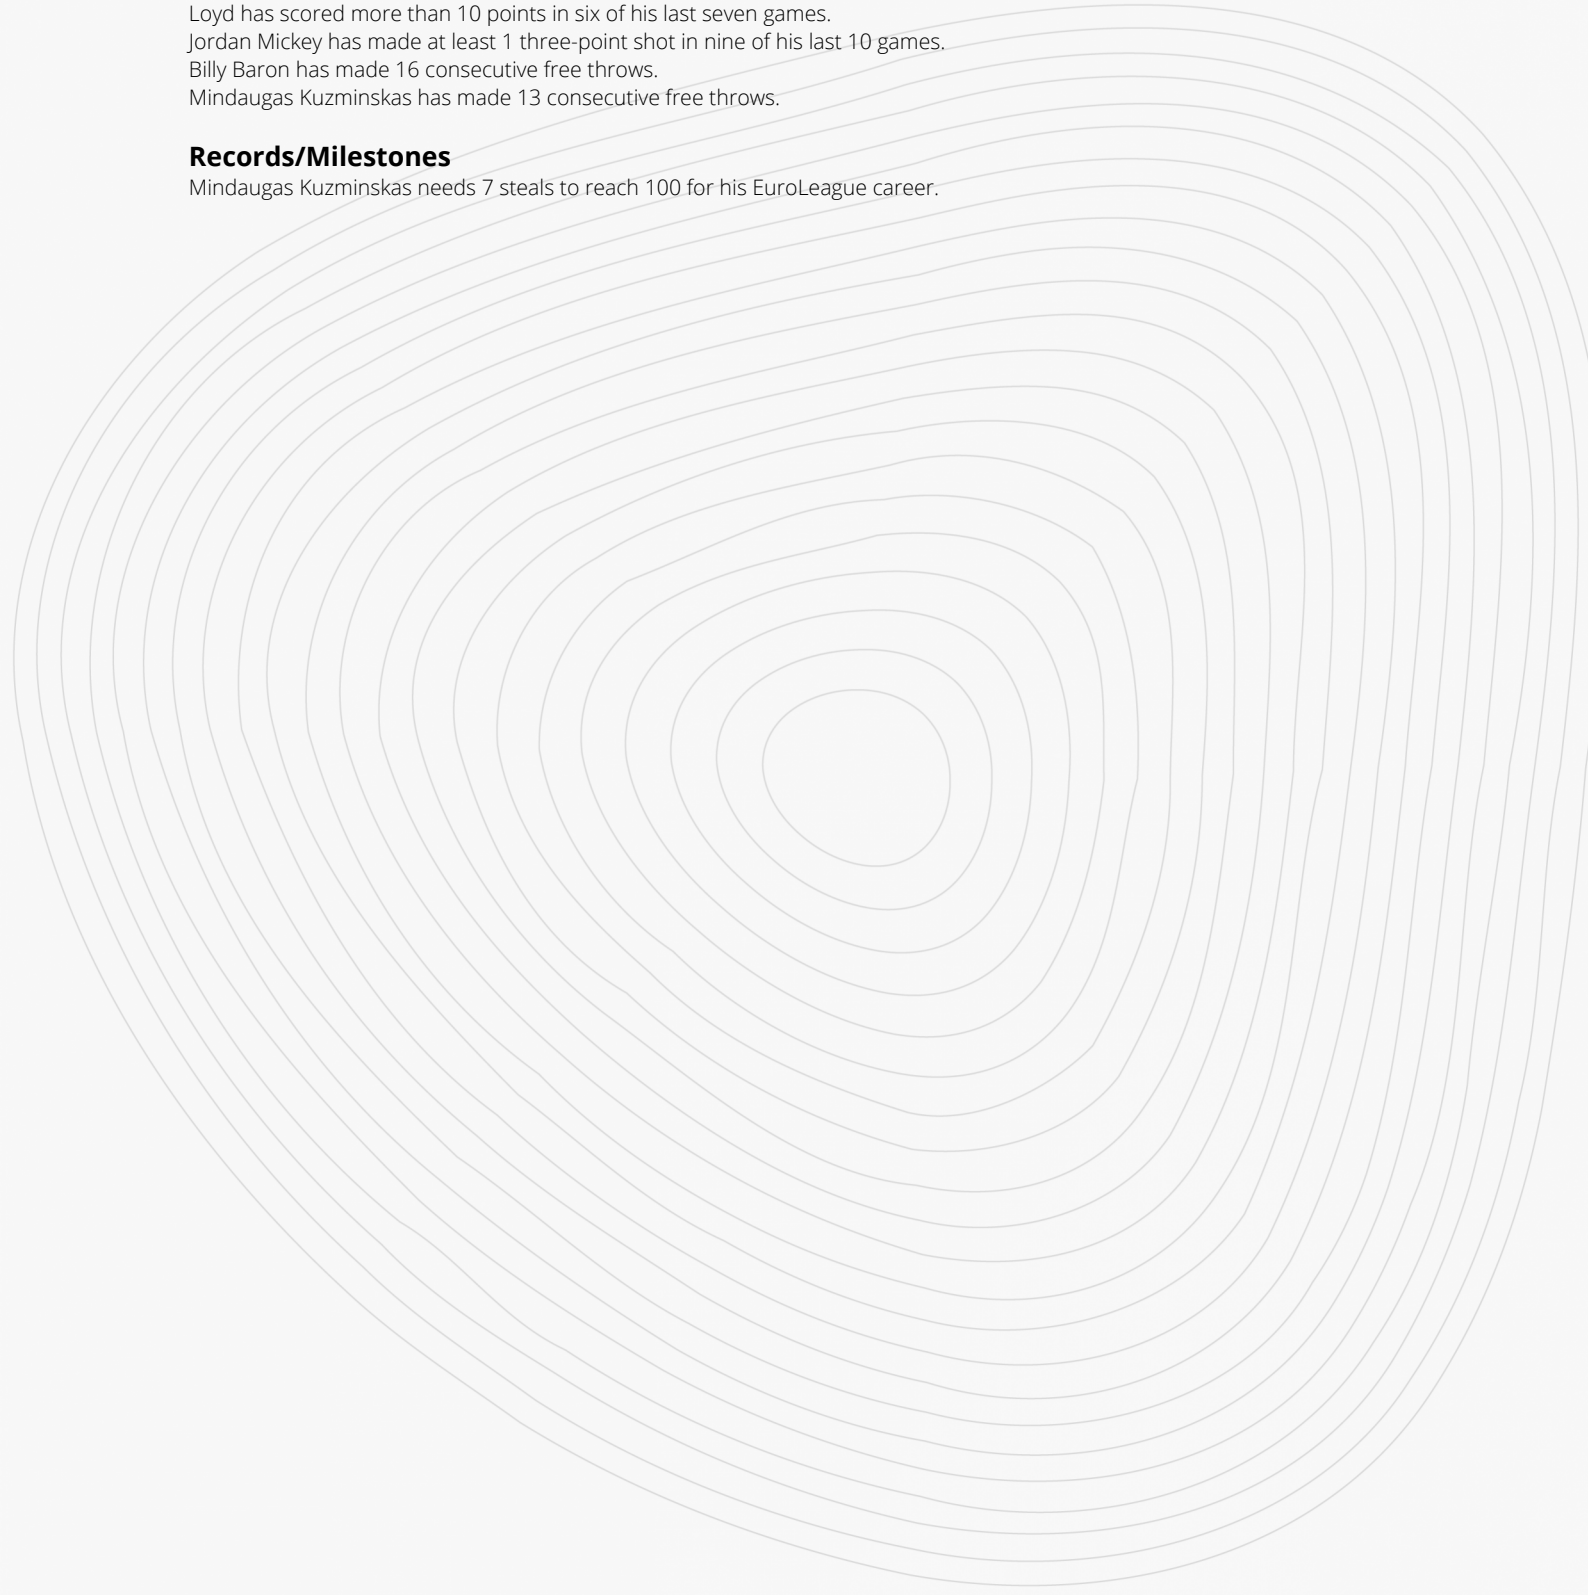 Loyd has scored more than 10 points in six of his last seven games.
Jordan Mickey has made at least 1 three-point shot in nine of his last 10 games.
Billy Baron has made 16 consecutive free throws.
Mindaugas Kuzminskas has made 13 consecutive free throws.
Records/Milestones
Mindaugas Kuzminskas needs 7 steals to reach 100 for his EuroLeague career.